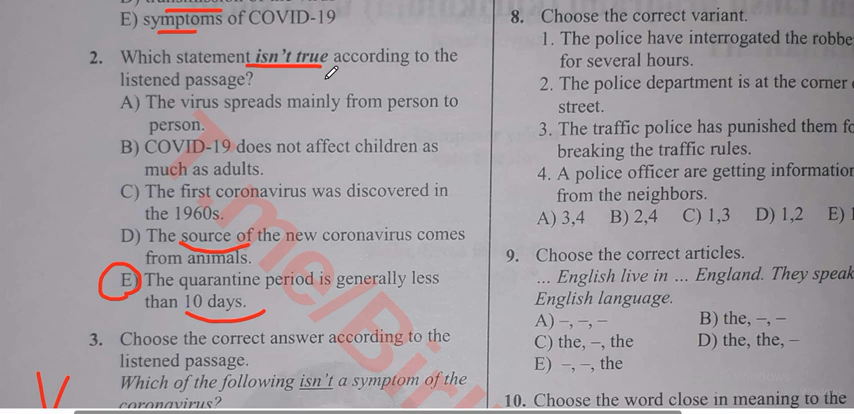 E) symptoms of COVID-19
2. Which statement isn't true according to the
listened passage?
A) The virus spreads mainly from person to
person.
B) COVID-19 does not affect children as
much as adults.
C) The first coronavirus was discovered in
the 1960s.
D) The source of the new coronavirus comes
from animals.
E) The quarantine period is generally less
than 10 days.
3. Choose the correct answer according to the
listened passage.
Which of the following isn't a symptom of the
coronavirus?
8. Choose the correct variant.
1. The police have interrogated the robbe
for several hours.
2. The police department is at the corner
street.
3. The traffic police has punished them fo
breaking the traffic rules.
4. A police officer are getting information
from the neighbors.
A) 3,4 B) 2,4 C) 1,3 D) 1,2 E)
9. Choose the correct articles.
... English live in ... England. They speak
English language.
A) –, –, – B) the, –, –
C) the, –, the D) the, the, –
E) –, –, the
10. Choose the word close in meaning to the
T.me/Bir